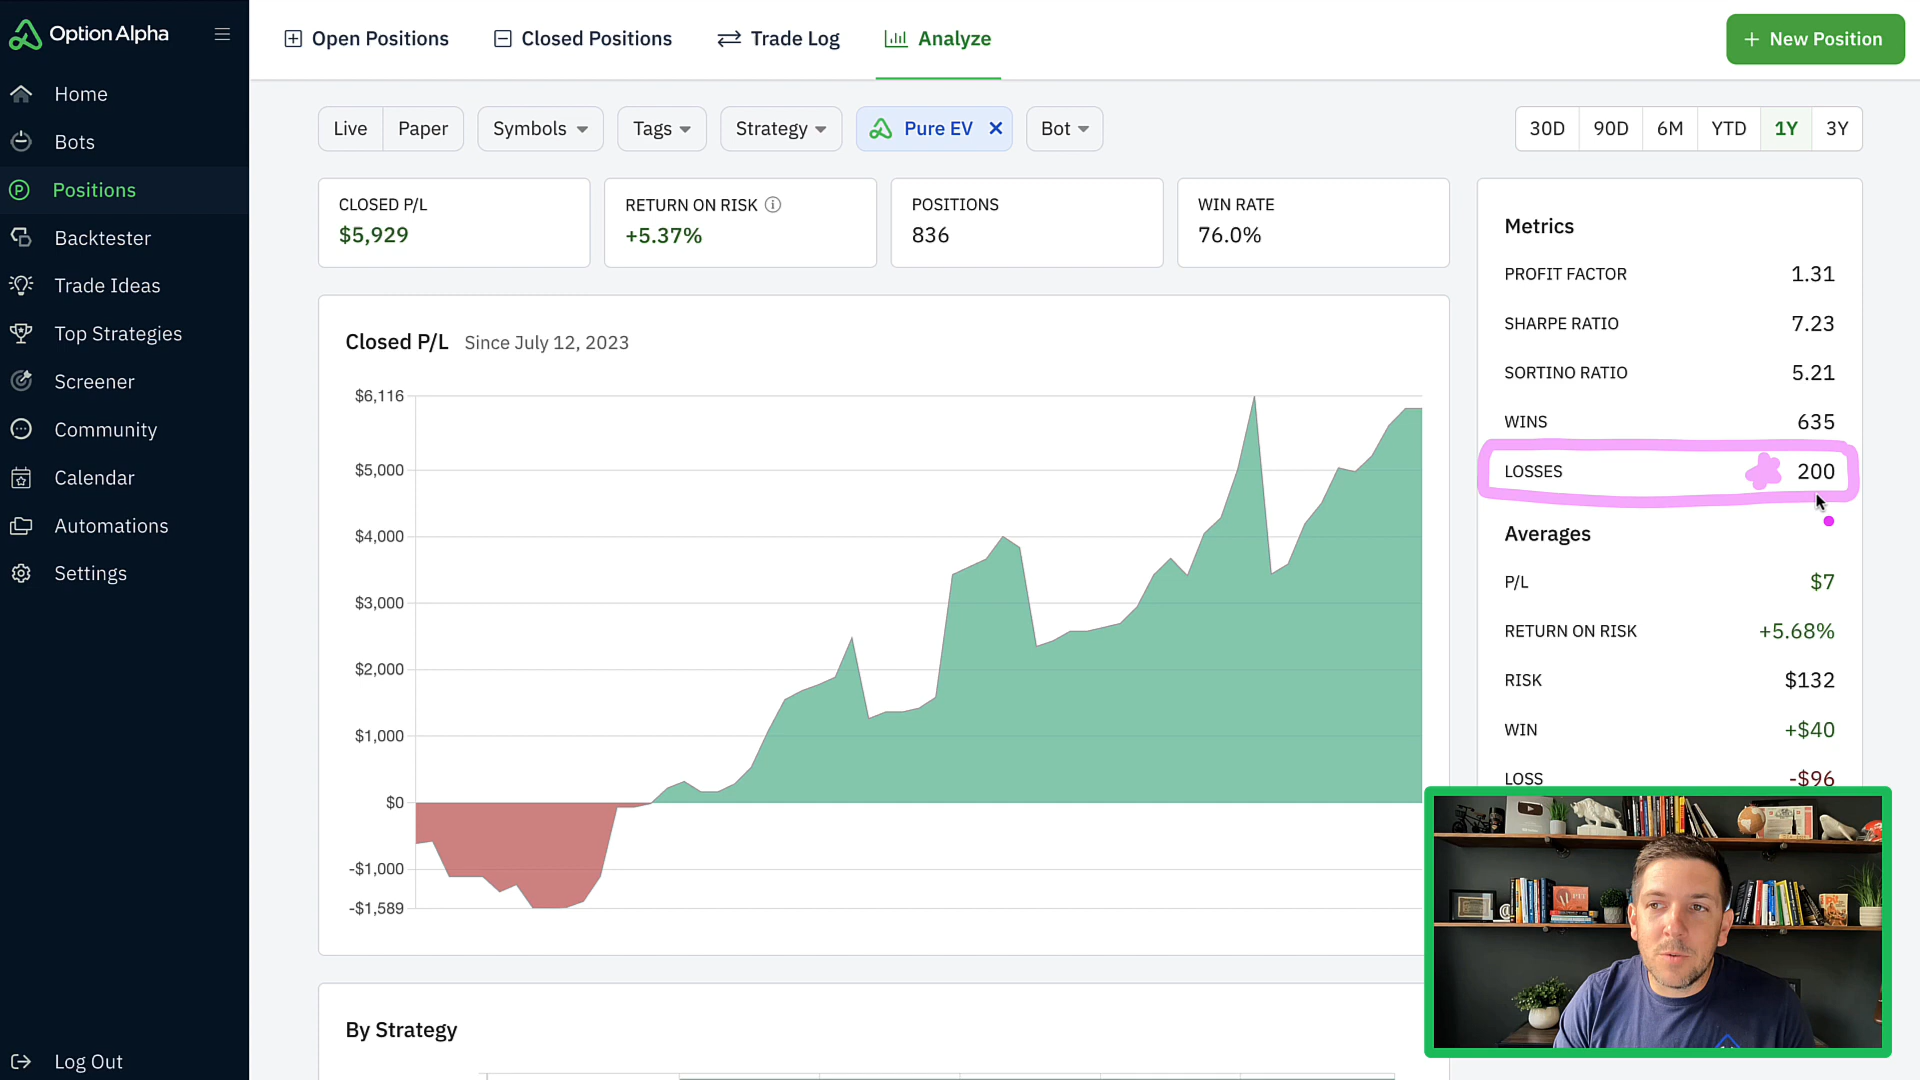 Option Alpha
Home
Bots
Positions
Backtester
Trade Ideas
Top Strategies
Screener
Community
Calendar
Automations
Settings
Log Out
Open Positions
Closed Positions
Trade Log
Analyze
+ New Position
Live
Paper
Symbols
Tags
Strategy
Pure EV
Bot
30D
90D
6M
YTD
1Y
3Y
CLOSED P/L
$5,929
RETURN ON RISK
+5.37%
POSITIONS
836
WIN RATE
76.0%
Closed P/L Since July 12, 2023
$6,116
$5,000
$4,000
$3,000
$2,000
$1,000
$0
-$1,000
-$1,589
By Strategy
Metrics
PROFIT FACTOR 1.31
SHARPE RATIO 7.23
SORTINO RATIO 5.21
WINS 635
LOSSES 200
Averages
P/L $7
RETURN ON RISK +5.68%
RISK $132
WIN +$40
LOSS -$96